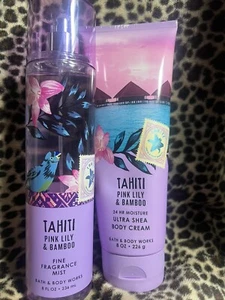 TAHITI
PINK LILY
& BAMBOO
FINE
FRAGRANCE
MIST
BATH & BODY WORKS
8 FL OZ • 236 mL
TAHITI
PINK LILY
& BAMBOO
24 HR MOISTURE
ULTRA SHEA
BODY CREAM
BATH & BODY WORKS
8 OZ • 226 g